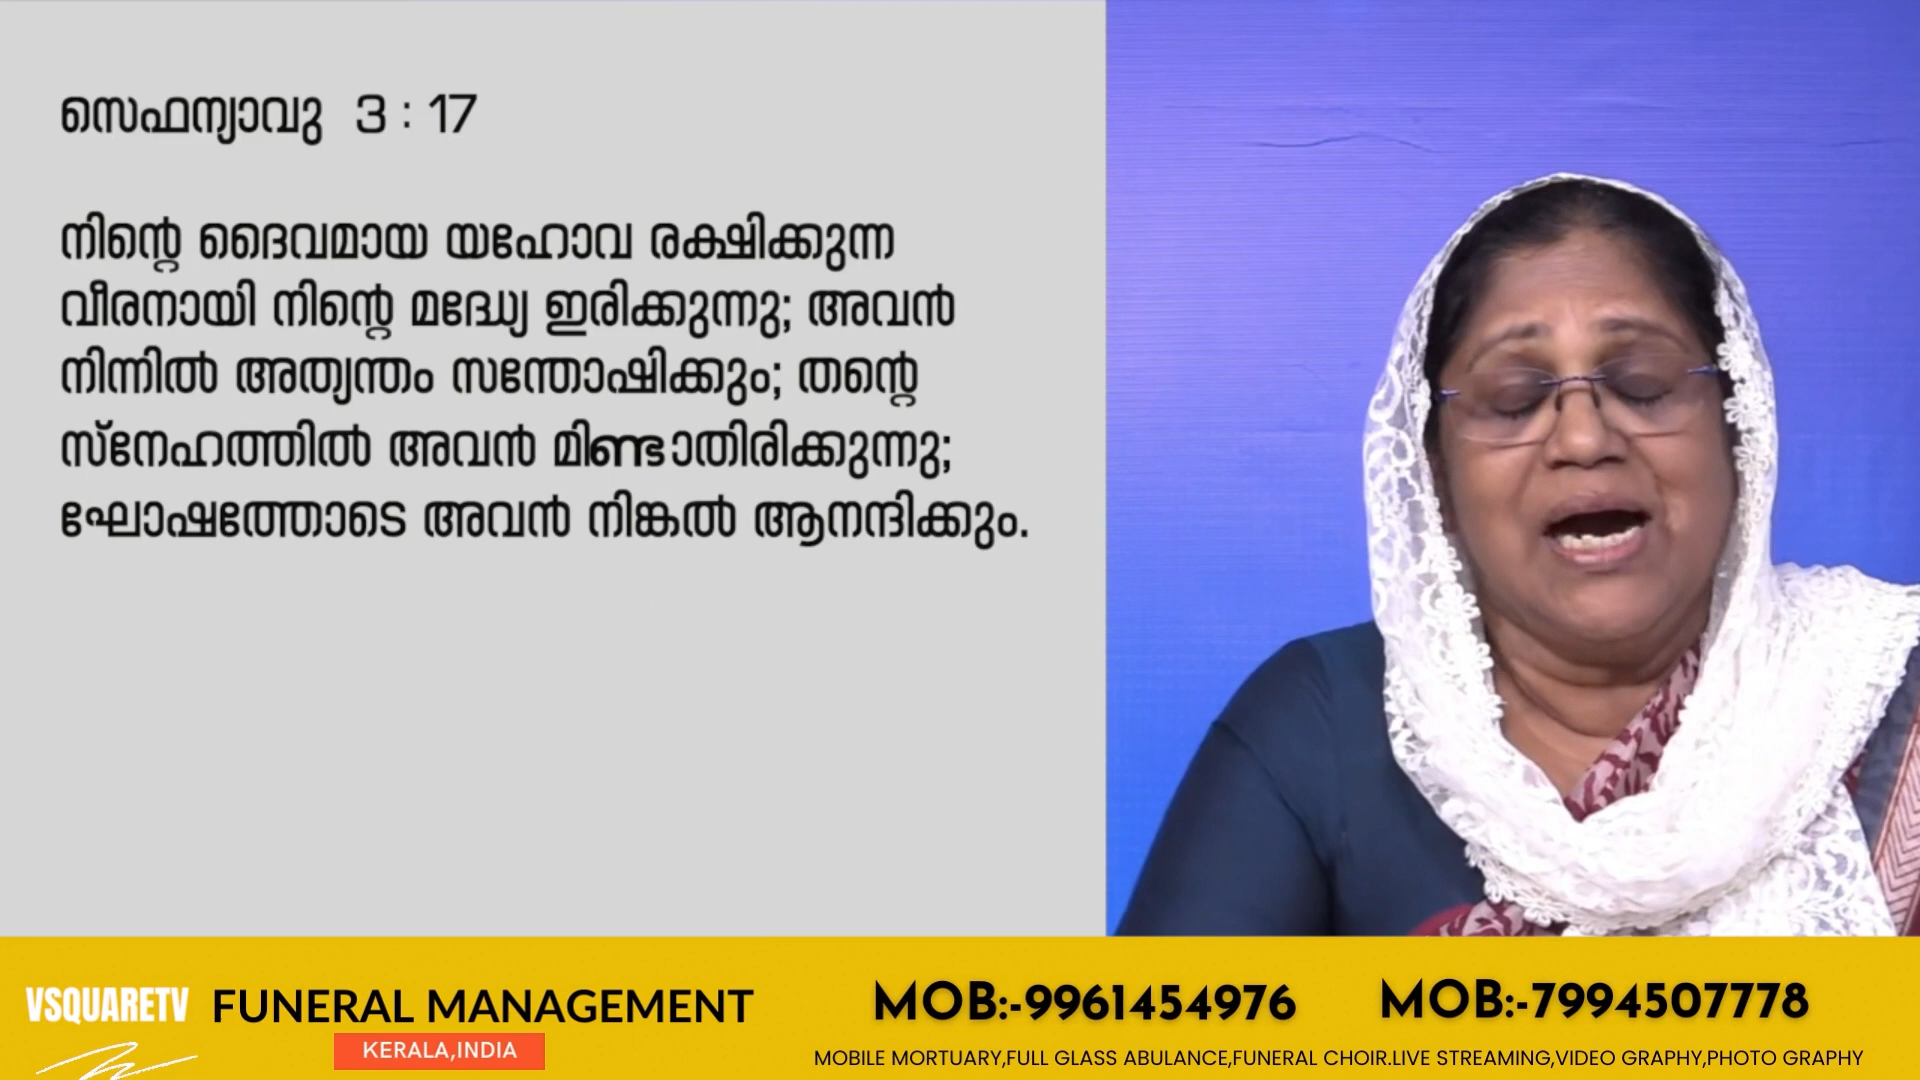 സെഫന്യാവു 3 : 17
നിന്റെ ദൈവമായ യഹോവ രക്ഷിക്കുന്ന
വീരനായി നിന്റെ മദ്ധ്യേ ഇരിക്കുന്നു; അവൻ
നിന്നിൽ അത്യന്തം സന്തോഷിക്കും; തന്റെ
സ്നേഹത്തിൽ അവൻ മിണ്ടാതിരിക്കുന്നു;
ഘോഷത്തോടെ അവൻ നിങ്കൽ ആനന്ദിക്കും.
VSQUARETV FUNERAL MANAGEMENT
KERALA,INDIA
MOB:-9961454976 MOB:-7994507778
MOBILE MORTUARY,FULL GLASS ABULANCE,FUNERAL CHOIR.LIVE STREAMING,VIDEO GRAPHY,PHOTO GRAPHY